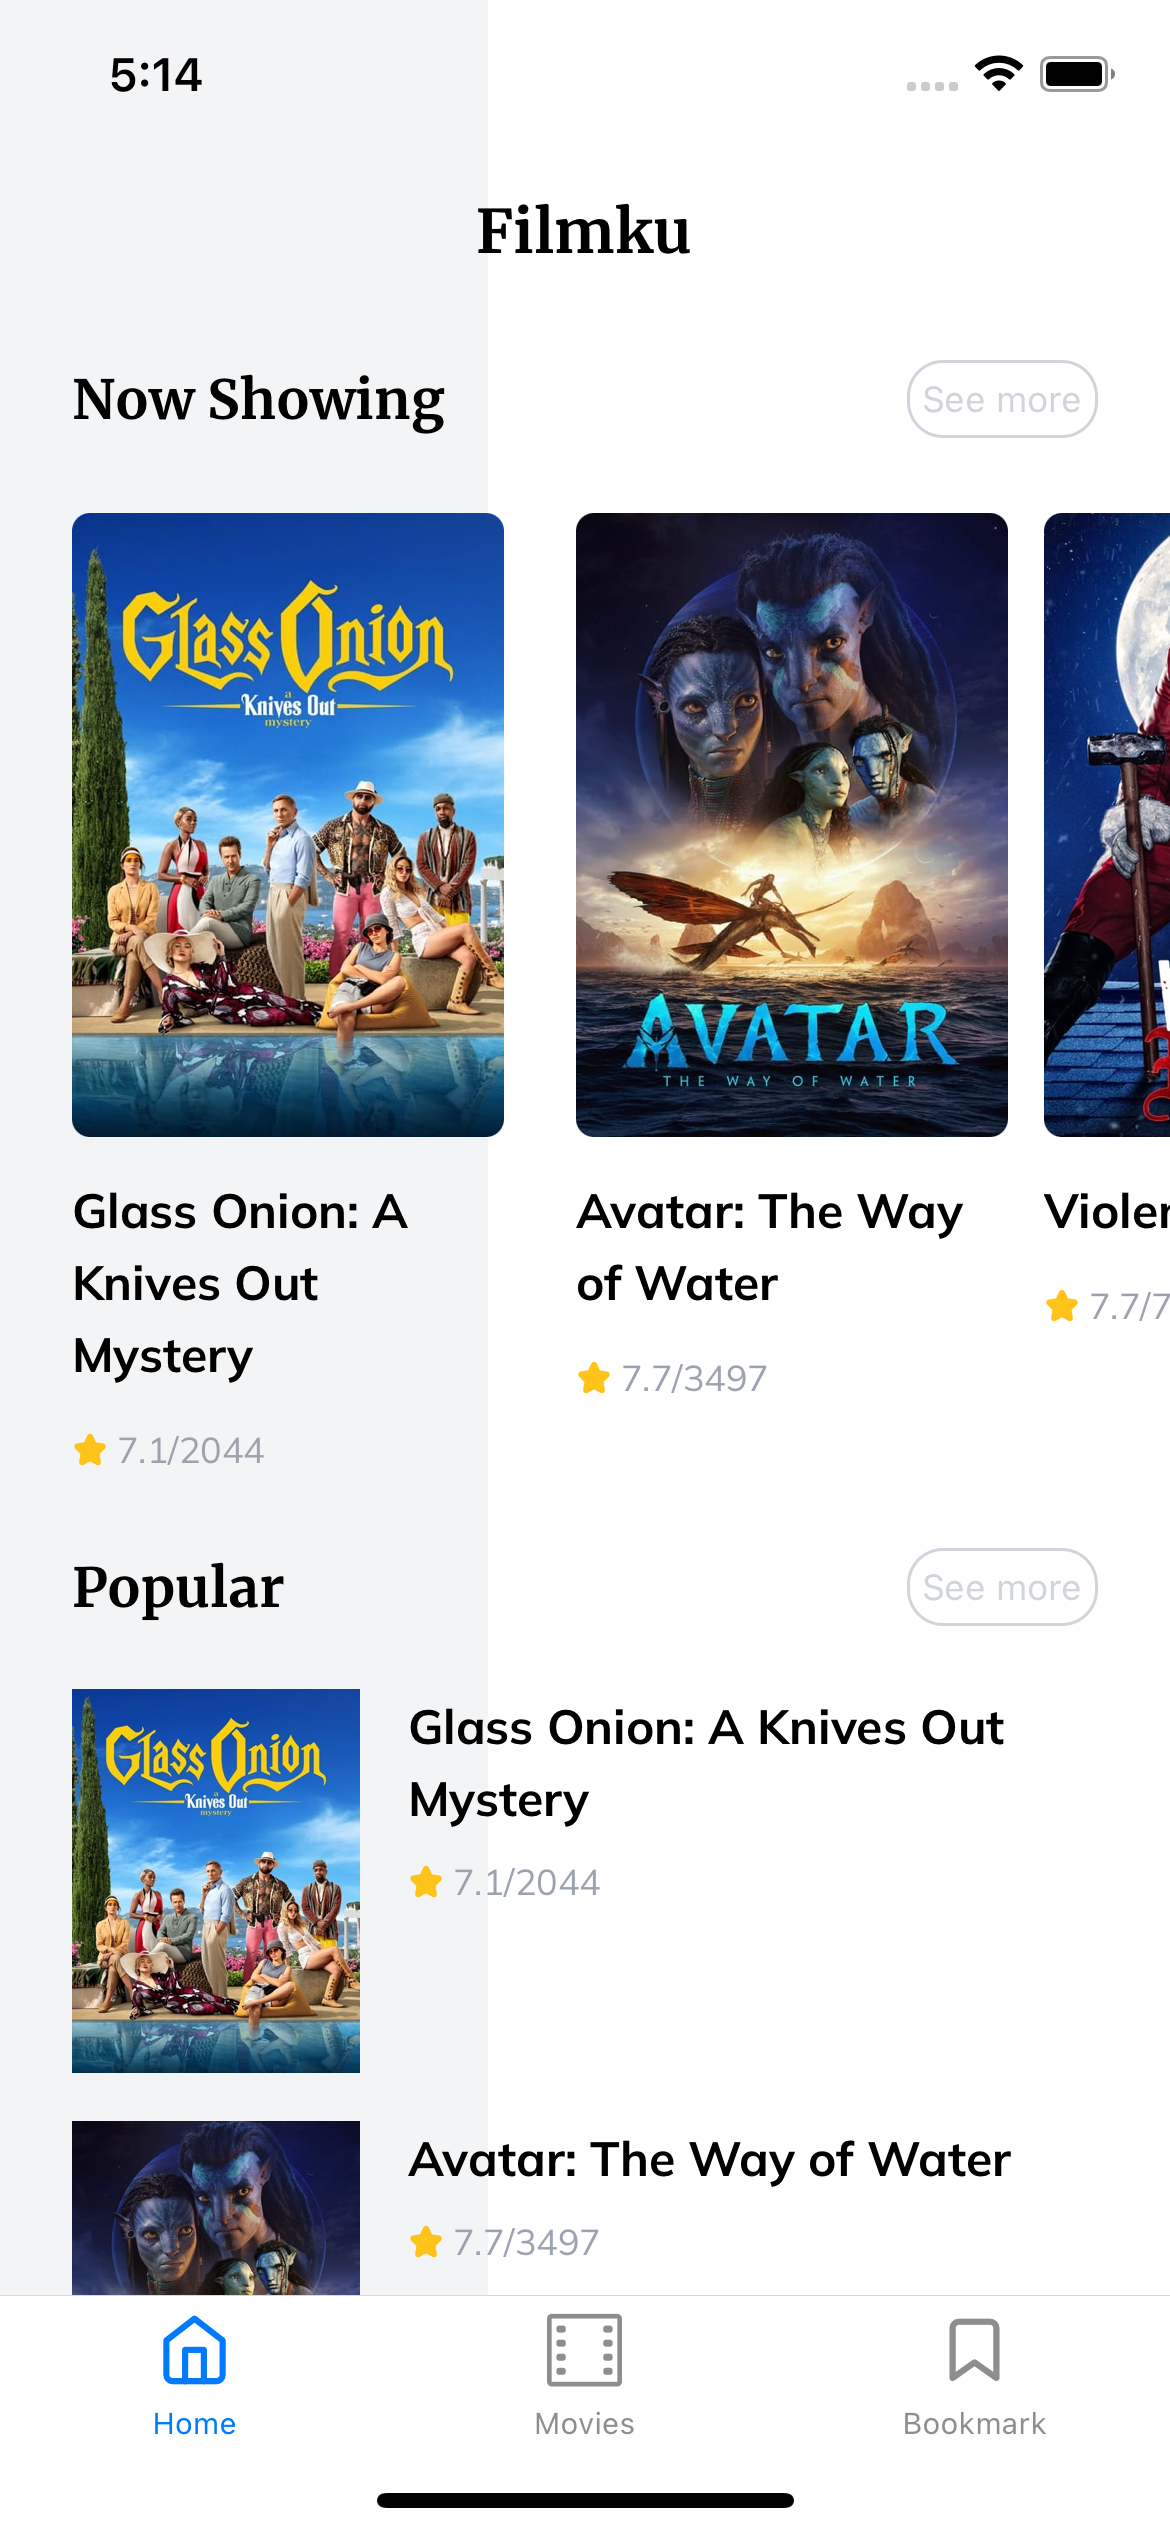 5:14
Filmku
Now Showing
See more
Glass Onion
a
Knives Out
mystery
AVATAR
THE WAY OF WATER
Glass Onion: A
Knives Out
Mystery
7.1/2044
Avatar: The Way
of Water
7.7/3497
Violen
7.7/7
Popular
See more
Glass Onion
a
Knives Out
mystery
Glass Onion: A Knives Out
Mystery
7.1/2044
Avatar: The Way of Water
7.7/3497
Home
Movies
Bookmark